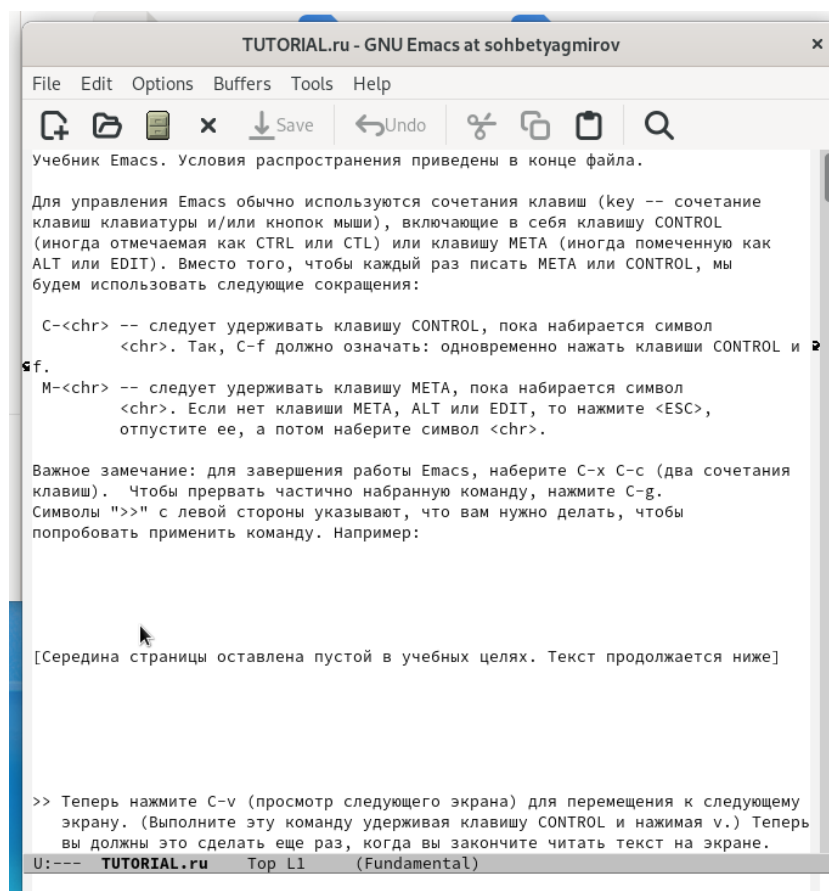 TUTORIAL.ru - GNU Emacs at sohbetyagmirov
File Edit Options Buffers Tools Help
Save Undo
Учебник Emacs. Условия распространения приведены в конце файла.
Для управления Emacs обычно используются сочетания клавиш (key -- сочетание
клавиш клавиатуры и/или кнопок мыши), включающие в себя клавишу CONTROL
(иногда отмечаемая как CTRL или CTL) или клавишу META (иногда помеченную как
ALT или EDIT). Вместо того, чтобы каждый раз писать META или CONTROL, мы
будем использовать следующие сокращения:
C-<chr> -- следует удерживать клавишу CONTROL, пока набирается символ
<chr>. Так, C-f должно означать: одновременно нажать клавиши CONTROL и
f.
M-<chr> -- следует удерживать клавишу META, пока набирается символ
<chr>. Если нет клавиши META, ALT или EDIT, то нажмите <ESC>,
отпустите ее, а потом наберите символ <chr>.
Важное замечание: для завершения работы Emacs, наберите C-x C-c (два сочетания
клавиш).  Чтобы прервать частично набранную команду, нажмите C-g.
Символы ">>" с левой стороны указывают, что вам нужно делать, чтобы
попробовать применить команду. Например:
[Середина страницы оставлена пустой в учебных целях. Текст продолжается ниже]
>> Теперь нажмите C-v (просмотр следующего экрана) для перемещения к следующему
экрану. (Выполните эту команду удерживая клавишу CONTROL и нажимая v.) Теперь
вы должны это сделать еще раз, когда вы закончите читать текст на экране.
U:--- TUTORIAL.ru Top L1 (Fundamental)